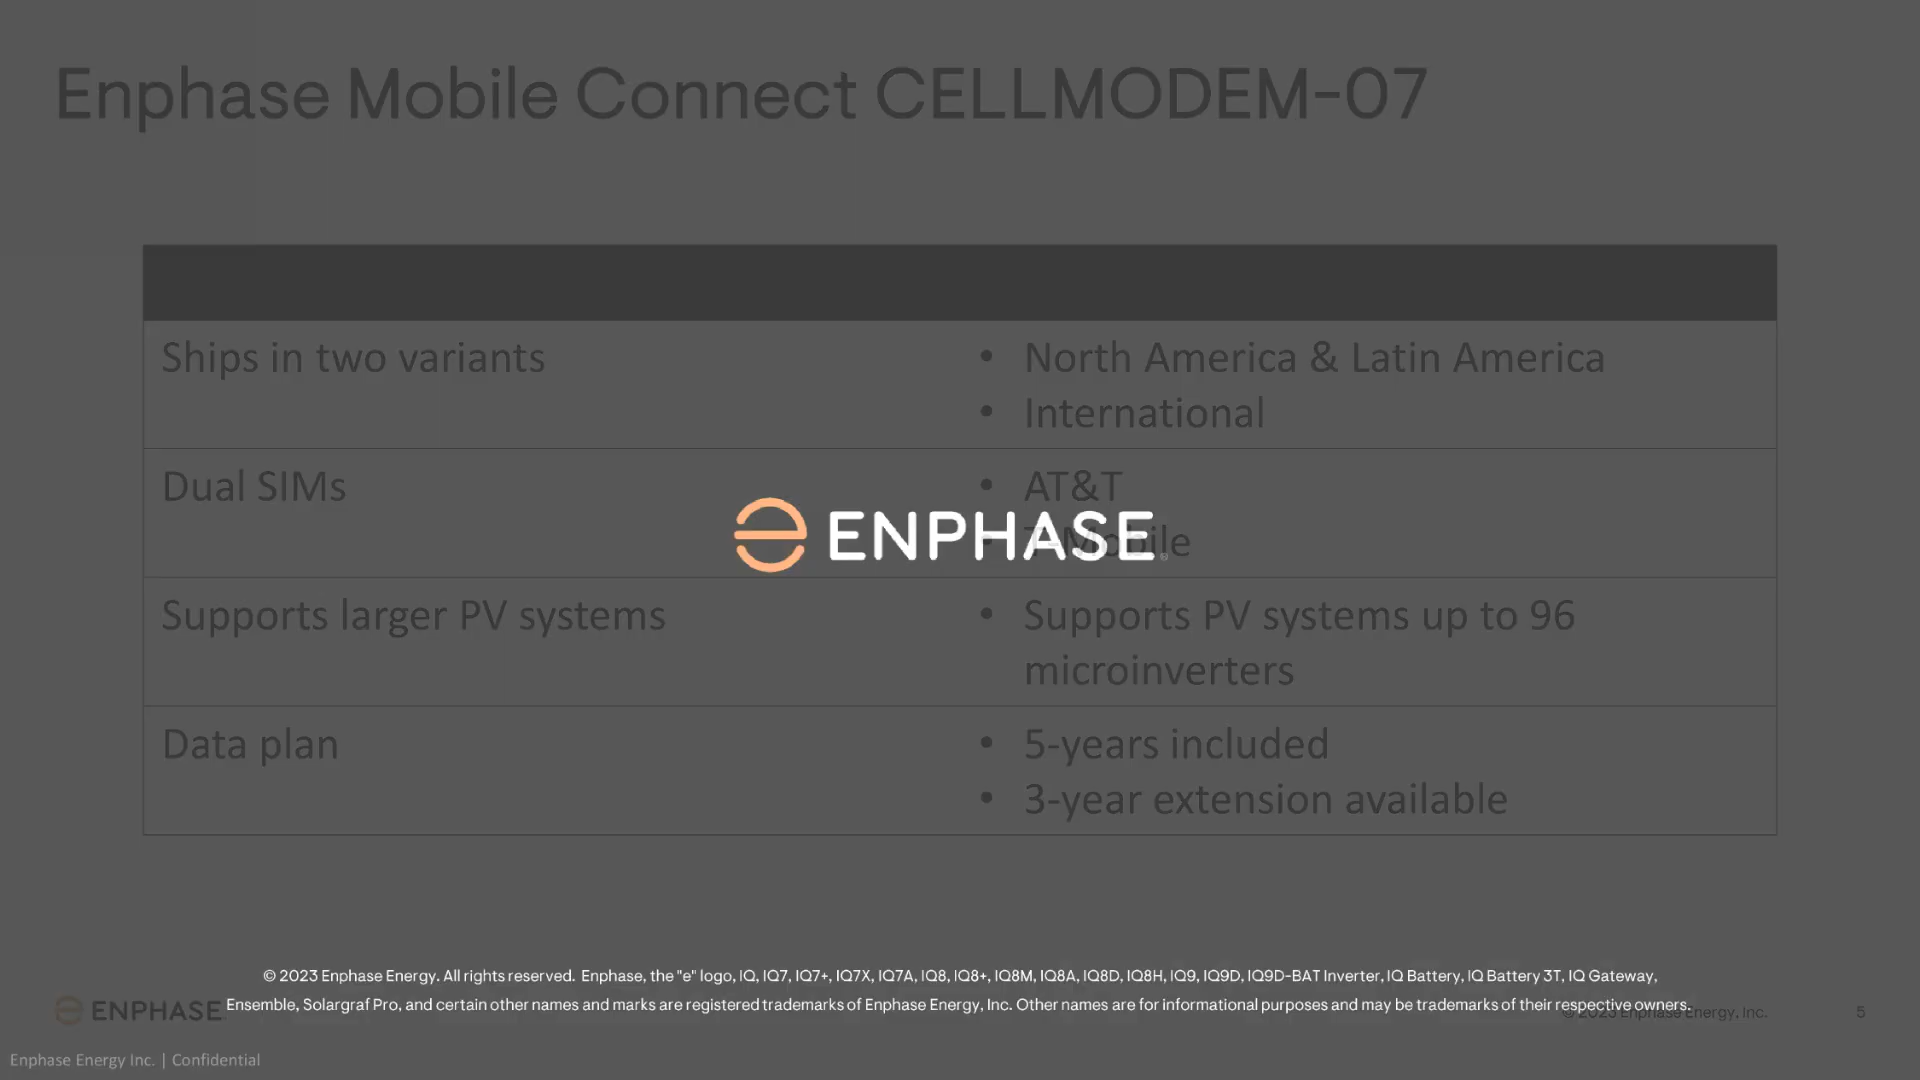 Enphase Mobile Connect CELLMODEM-07
Ships in two variants
• North America & Latin America
• International
Dual SIMs
• AT&T
• T-Mobile
ENPHASE
Supports larger PV systems
• Supports PV systems up to 96
microinverters
Data plan
• 5-years included
• 3-year extension available
© 2023 Enphase Energy. All rights reserved. Enphase, the "e" logo, IQ, IQ7, IQ7+, IQ7X, IQ7A, IQ8, IQ8+, IQ8M, IQ8A, IQ8D, IQ8H, IQ9, IQ9D, IQ9D-BAT Inverter, IQ Battery, IQ Battery 3T, IQ Gateway,
Ensemble, Solargraf Pro, and certain other names and marks are registered trademarks of Enphase Energy, Inc. Other names are for informational purposes and may be trademarks of their respective owners.
ENPHASE
© 2023 Enphase Energy, Inc.
5
Enphase Energy Inc. | Confidential